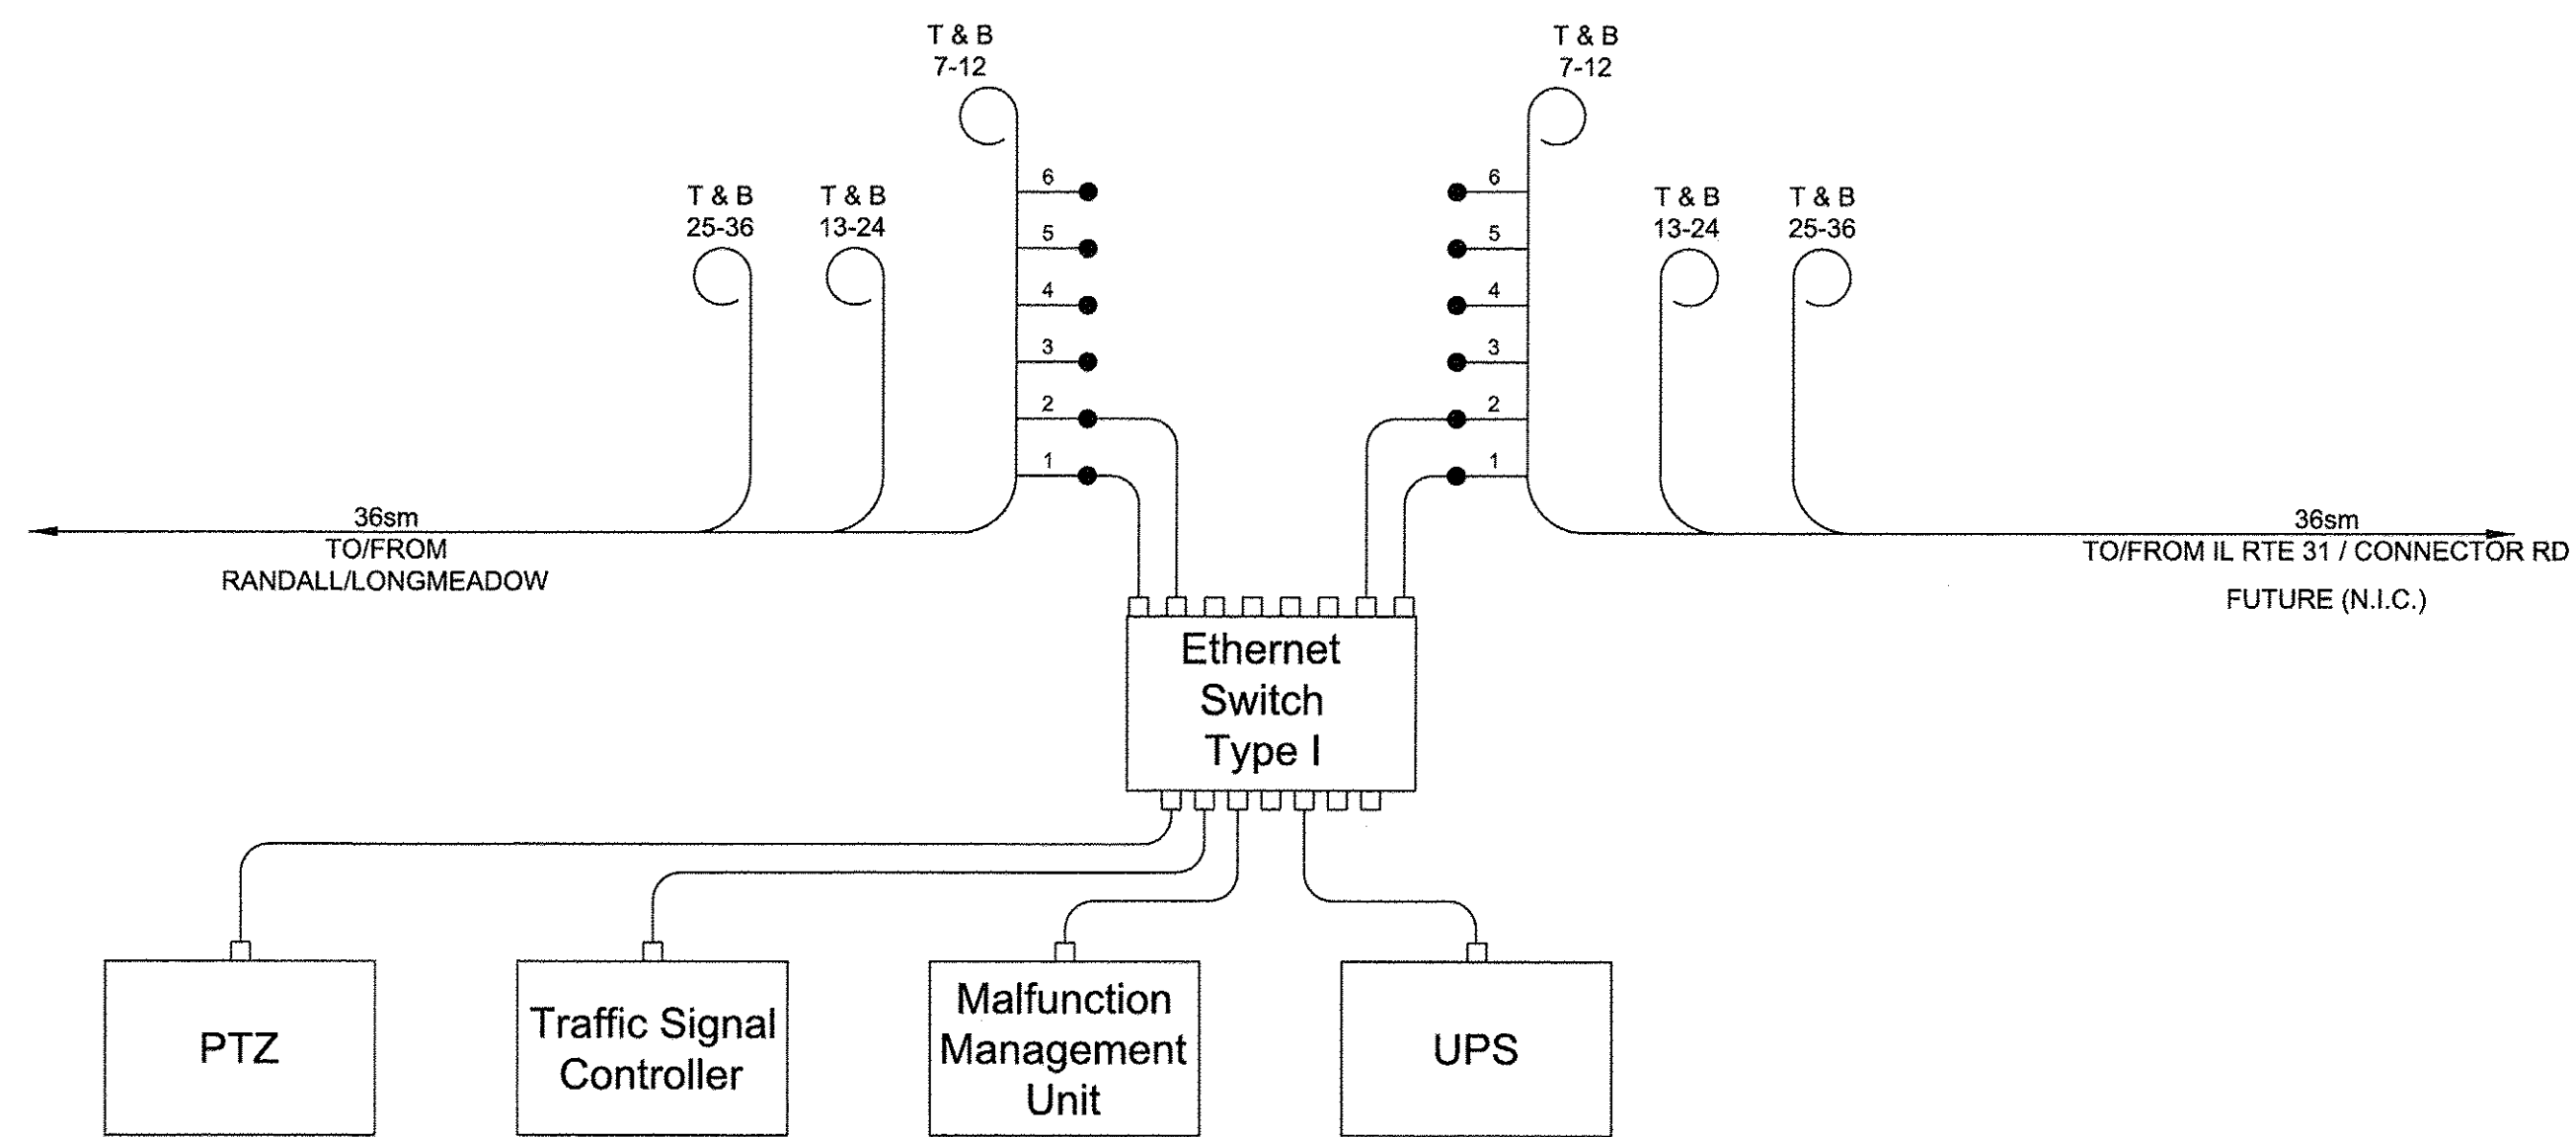 T & B
7-12
T & B
7-12
T & B
25-36
T & B
13-24
T & B
13-24
T & B
25-36
6
5
4
3
2
1
6
5
4
3
2
1
36sm
TO/FROM
RANDALL/LONGMEADOW
36sm
TO/FROM IL RTE 31 / CONNECTOR RD
FUTURE (N.I.C.)
Ethernet
Switch
Type I
PTZ
Traffic Signal
Controller
Malfunction
Management
Unit
UPS